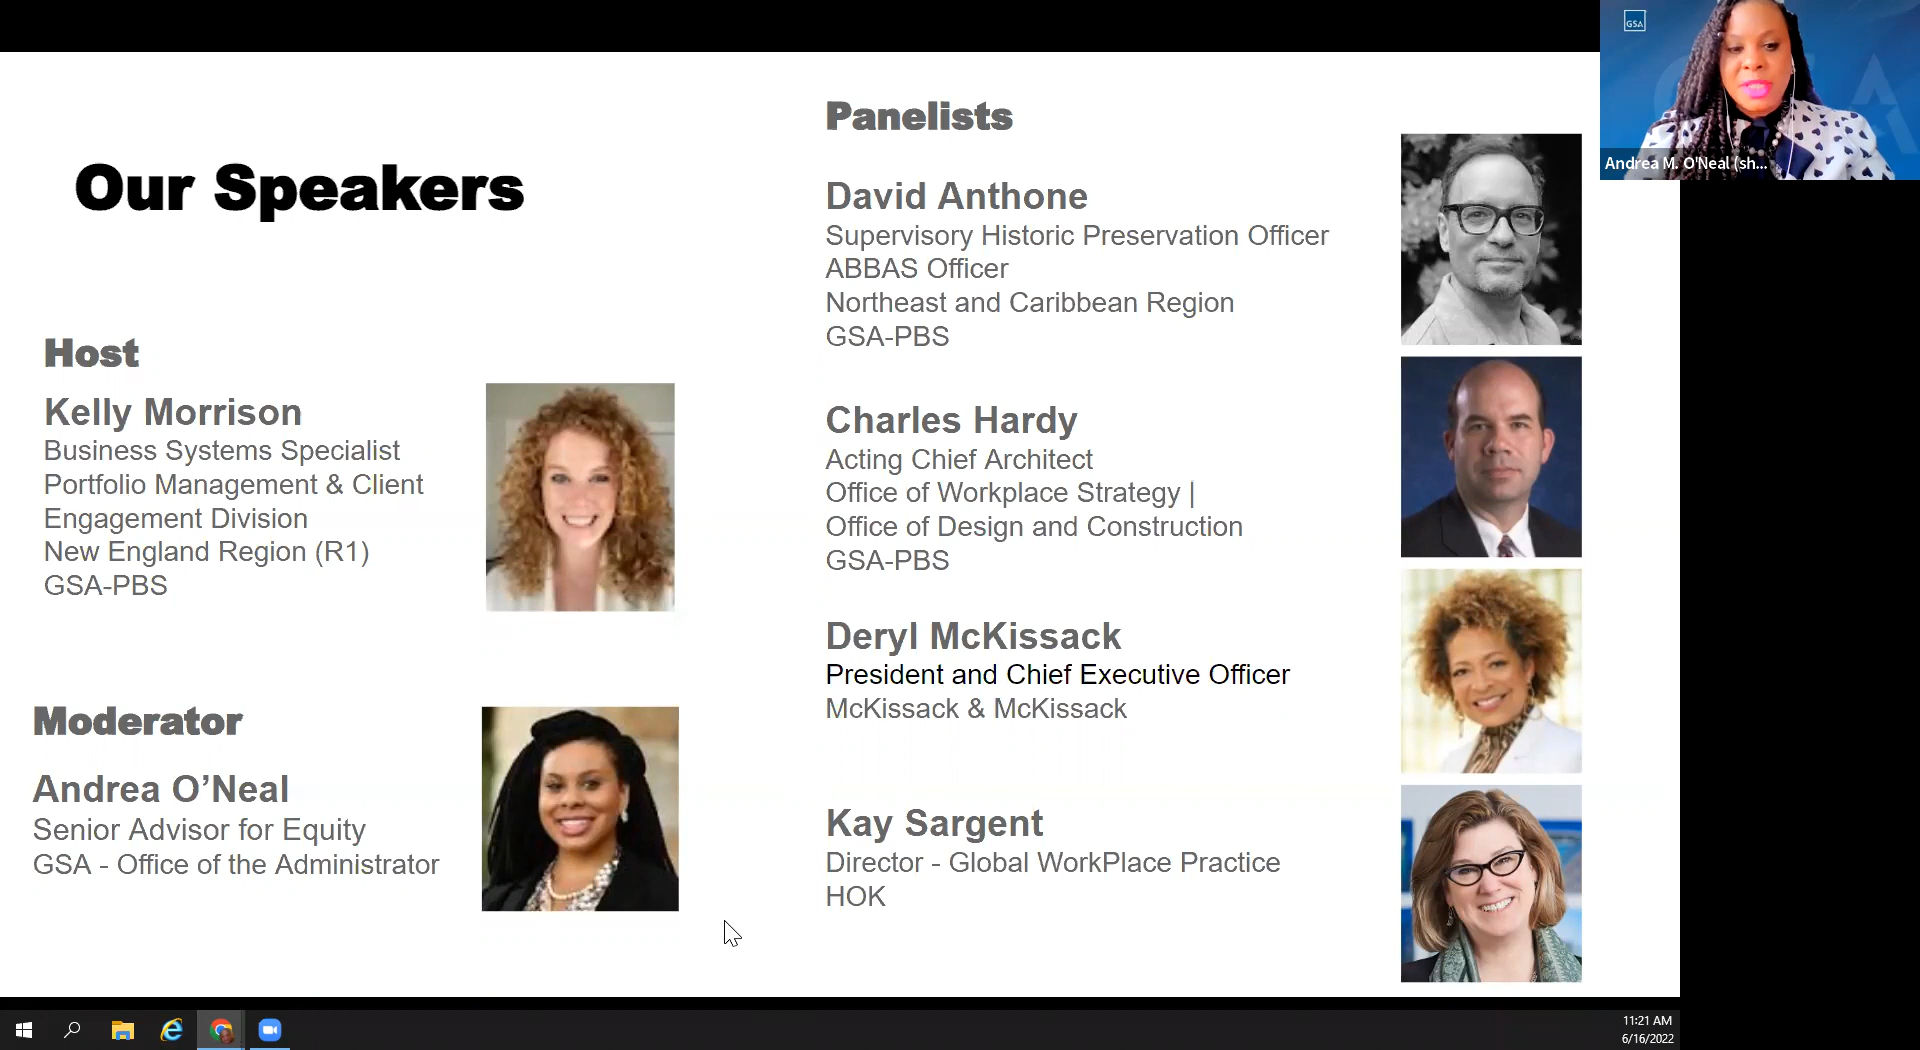 Our Speakers
Host
Kelly Morrison
Business Systems Specialist
Portfolio Management & Client
Engagement Division
New England Region (R1)
GSA-PBS
Moderator
Andrea O’Neal
Senior Advisor for Equity
GSA - Office of the Administrator
Panelists
David Anthone
Supervisory Historic Preservation Officer
ABBAS Officer
Northeast and Caribbean Region
GSA-PBS
Charles Hardy
Acting Chief Architect
Office of Workplace Strategy |
Office of Design and Construction
GSA-PBS
Deryl McKissack
President and Chief Executive Officer
McKissack & McKissack
Kay Sargent
Director - Global WorkPlace Practice
HOK
GSA
Andrea M. O'Neal (sh...
11:21 AM
6/16/2022